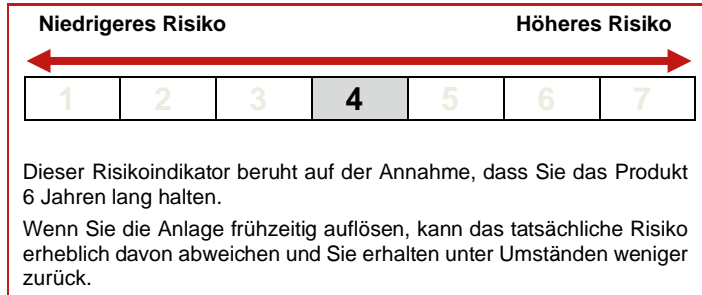 Niedrigeres Risiko Höheres Risiko
1 2 3 4 5 6 7
Dieser Risikoindikator beruht auf der Annahme, dass Sie das Produkt
6 Jahren lang halten.
Wenn Sie die Anlage frühzeitig auflösen, kann das tatsächliche Risiko
erheblich davon abweichen und Sie erhalten unter Umständen weniger
zurück.